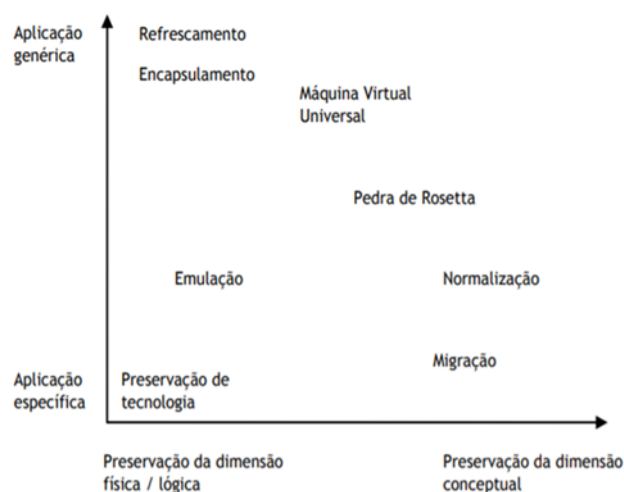 Aplicação
genérica
Refrescamento
Encapsulamento
Máquina Virtual
Universal
Pedra de Rosetta
Emulação
Normalização
Migração
Aplicação
específica
Preservação de
tecnologia
Preservação da dimensão
física / lógica
Preservação da dimensão
conceptual